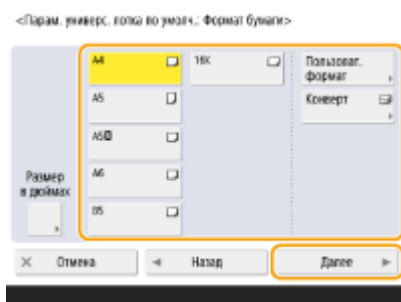 <Парам. универс. лотка по умолч.: Формат бумаги>
A4
16K
Пользоват.
формат
A5
Конверт
A5R
A6
Размер
в дюймах
B5
Отмена
Назад
Далее